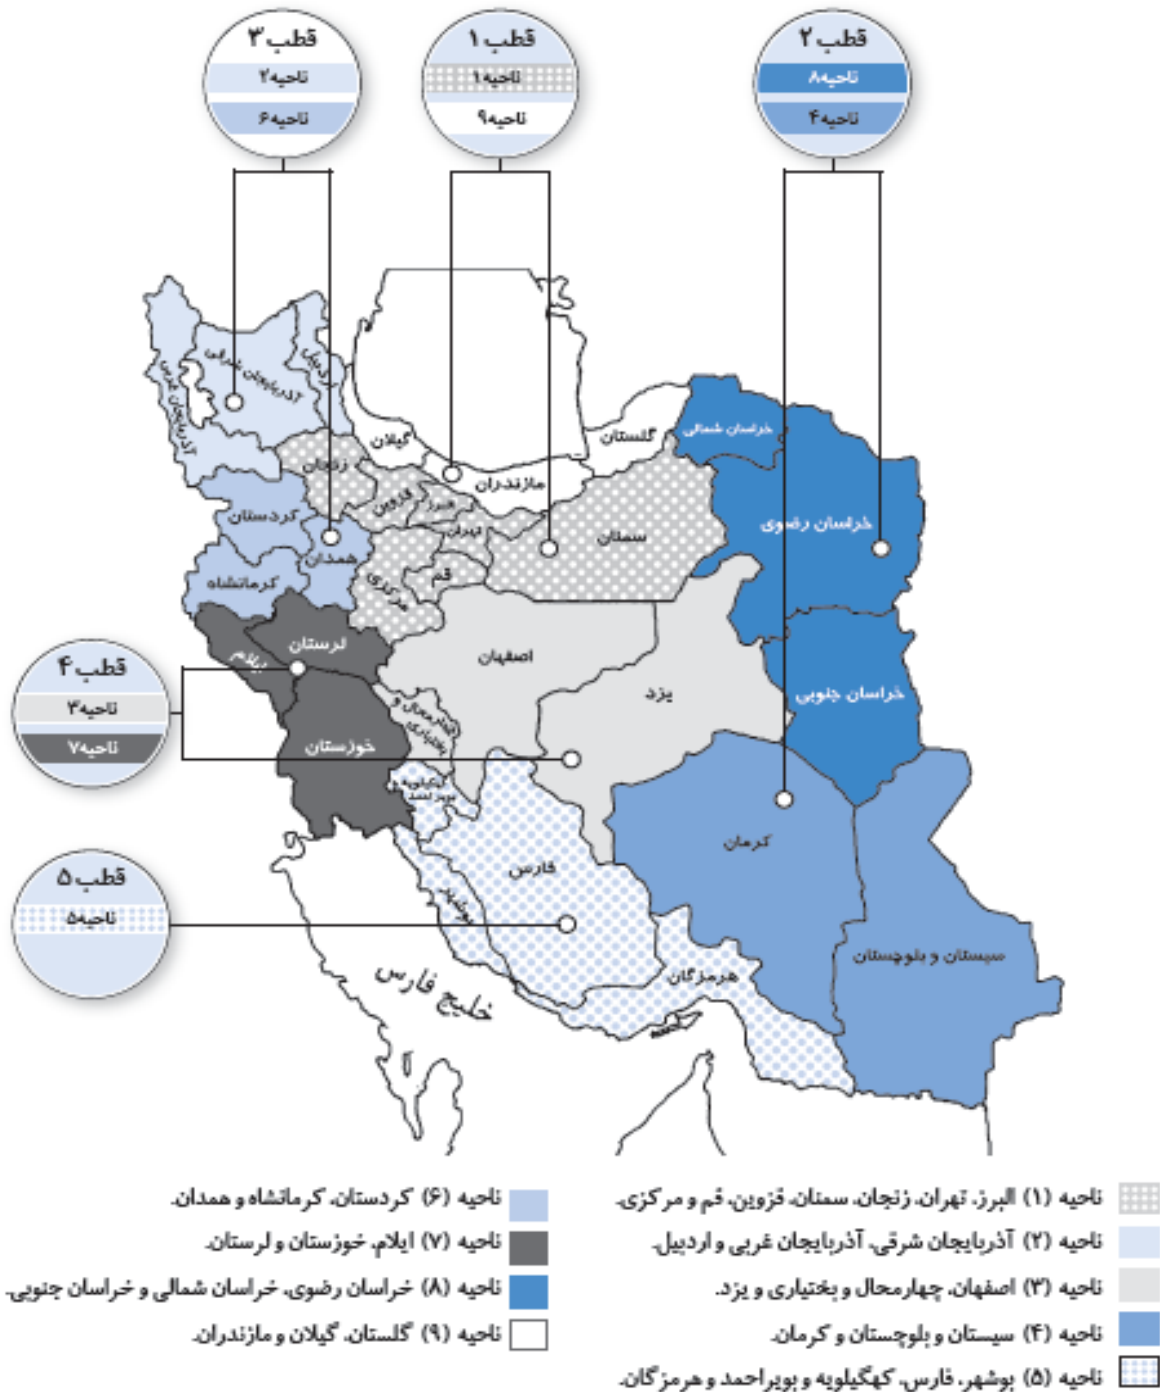 قطب ۳
ناحیه۲
ناحیه۶
قطب ۱
ناحیه۱
ناحیه۹
قطب ۲
ناحیه۸
ناحیه۴
آذربایجان غربی
آذربایجان شرقی
اردبیل
گیلان
مازندران
گلستان
خراسان شمالی
زنجان
قزوین
البرز
تهران
سمنان
خراسان رضوی
کردستان
همدان
مرکزی
قم
کرمانشاه
لرستان
ایلام
اصفهان
یزد
خراسان جنوبی
چهارمحال و
بختیاری
خوزستان
کهگیلویه و
بویر احمد
فارس
بوشهر
کرمان
سیستان و بلوچستان
هرمزگان
خلیج فارس
قطب ۴
ناحیه۳
ناحیه۷
قطب ۵
ناحیه۵
ناحیه (۱) البرز، تهران، زنجان، سمنان، قزوین، قم و مرکزی.
ناحیه (۲) آذربایجان شرقی، آذربایجان غربی و اردبیل.
ناحیه (۳) اصفهان، چهارمحال و بختیاری و یزد.
ناحیه (۴) سیستان و بلوچستان و کرمان.
ناحیه (۵) بوشهر، فارس، کهگیلویه و بویراحمد و هرمزگان.
ناحیه (۶) کردستان، کرمانشاه و همدان.
ناحیه (۷) ایلام، خوزستان و لرستان.
ناحیه (۸) خراسان رضوی، خراسان شمالی و خراسان جنوبی.
ناحیه (۹) گلستان، گیلان و مازندران.